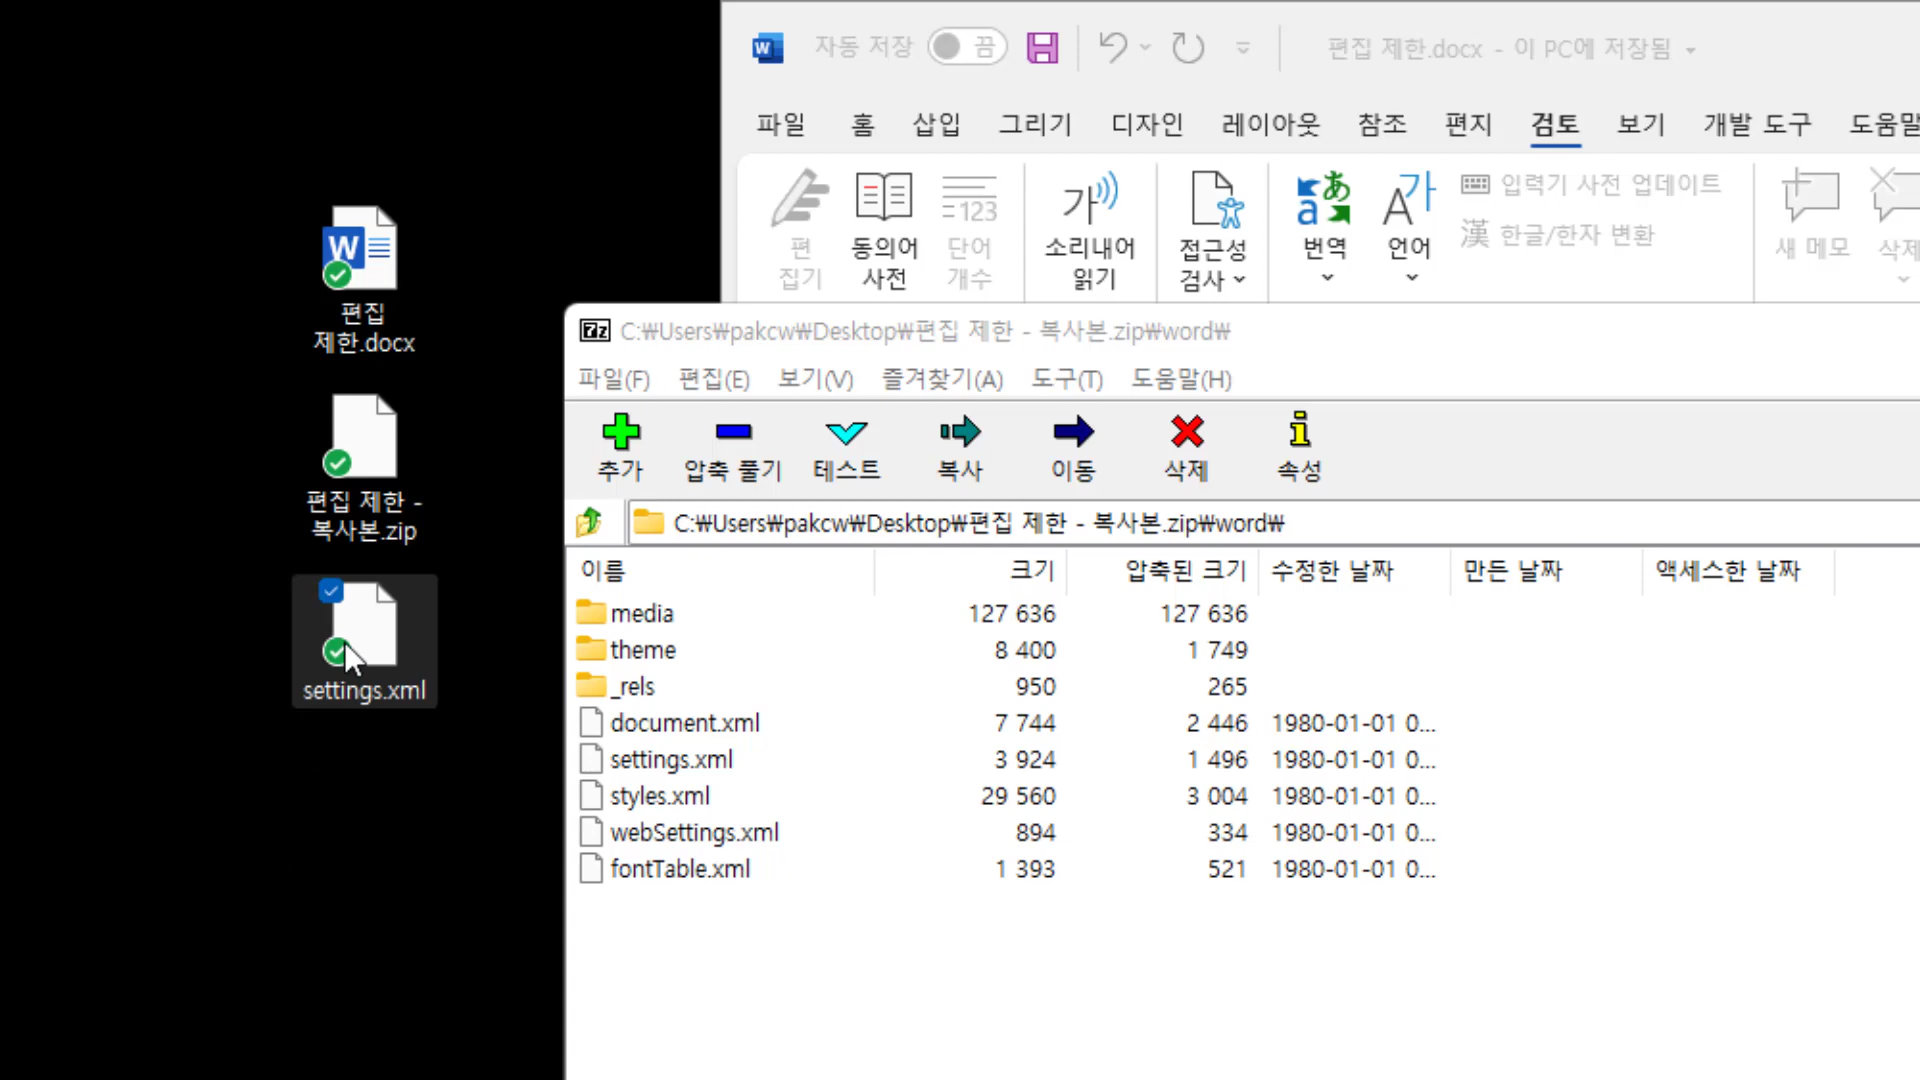 자동 저장 끔 편집 제한.docx - 이 PC에 저장됨
파일 홈 삽입 그리기 디자인 레이아웃 참조 편지 검토 보기 개발 도구 도움말
편
집기
동의어
사전
123
단어
개수
가
소리내어
읽기
접근성
검사
あ
a
번역
A가
언어
입력기 사전 업데이트
漢 한글/한자 변환
새 메모
삭제
W
편집
제한.docx
편집 제한 -
복사본.zip
settings.xml
7z C:₩Users₩pakcw₩Desktop₩편집 제한 - 복사본.zip₩word₩
파일(F) 편집(E) 보기(V) 즐겨찾기(A) 도구(T) 도움말(H)
추가 압축 풀기 테스트 복사 이동 삭제 속성
C:₩Users₩pakcw₩Desktop₩편집 제한 - 복사본.zip₩word₩
이름 크기 압축된 크기 수정한 날짜 만든 날짜 액세스한 날짜
media 127 636 127 636
theme 8 400 1 749
_rels 950 265
document.xml 7 744 2 446 1980-01-01 0...
settings.xml 3 924 1 496 1980-01-01 0...
styles.xml 29 560 3 004 1980-01-01 0...
webSettings.xml 894 334 1980-01-01 0...
fontTable.xml 1 393 521 1980-01-01 0...